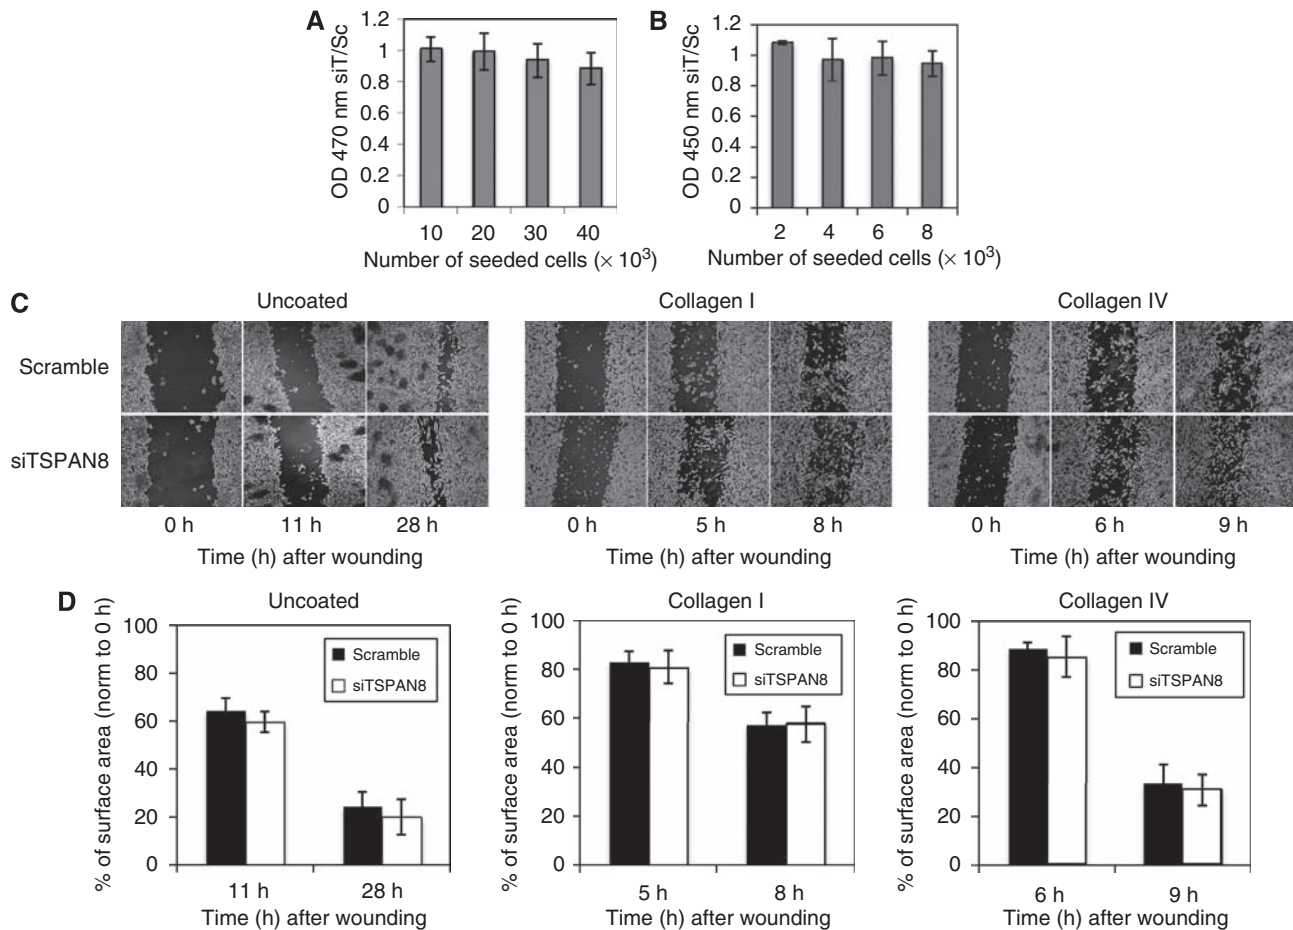 A
OD 470 nm siT/Sc
1.2
1
0.8
0.6
0.4
0.2
0
10 20 30 40
Number of seeded cells (× 10³)
B
OD 450 nm siT/Sc
1.2
1
0.8
0.6
0.4
0.2
0
2 4 6 8
Number of seeded cells (× 10³)
C
Uncoated
Collagen I
Collagen IV
Scramble
siTSPAN8
0 h 11 h 28 h
0 h 5 h 8 h
0 h 6 h 9 h
Time (h) after wounding
Time (h) after wounding
Time (h) after wounding
D
Uncoated
% of surface area (norm to 0 h)
100
80
60
40
20
0
Scramble
siTSPAN8
11 h 28 h
Time (h) after wounding
Collagen I
% of surface area (norm to 0 h)
100
80
60
40
20
0
Scramble
siTSPAN8
5 h 8 h
Time (h) after wounding
Collagen IV
% of surface area (norm to 0 h)
100
80
60
40
20
0
Scramble
siTSPAN8
6 h 9 h
Time (h) after wounding